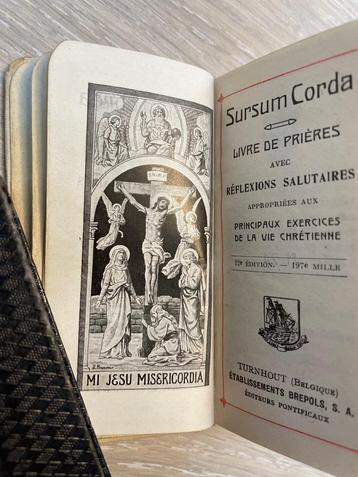 I.N.R.I.
MI JESU MISERICORDIA
Sursum Corda
LIVRE DE PRIÈRES
AVEC
RÉFLEXIONS SALUTAIRES
APPROPRIÉES AUX
PRINCIPAUX EXERCICES
DE LA VIE CHRÉTIENNE
12e ÉDITION. — 197e MILLE
TURNHOUT (BELGIQUE)
ÉTABLISSEMENTS BREPOLS, S. A.
ÉDITEURS PONTIFICAUX